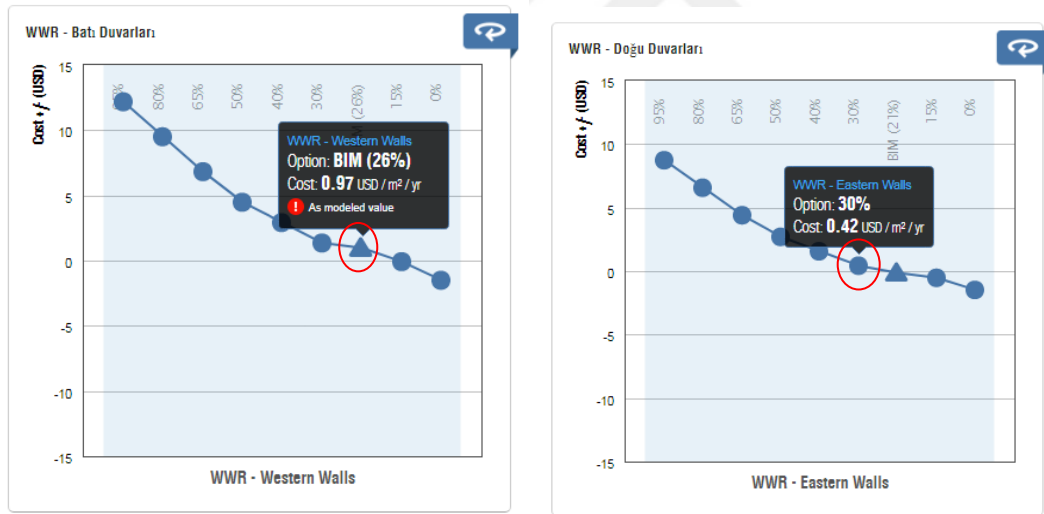 WWR - Batı Duvarları
Cost +/- (USD)
15
10
5
0
-5
-10
-15
80%
65%
50%
40%
30%
(26%)
15%
0%
WWR - Western Walls
Option: BIM (26%)
Cost: 0.97 USD / m² / yr
! As modeled value
WWR - Western Walls
WWR - Doğu Duvarları
Cost +/- (USD)
15
10
5
0
-5
-10
-15
95%
80%
65%
50%
40%
30%
BIM (21%)
15%
0%
WWR - Eastern Walls
Option: 30%
Cost: 0.42 USD / m² / yr
WWR - Eastern Walls